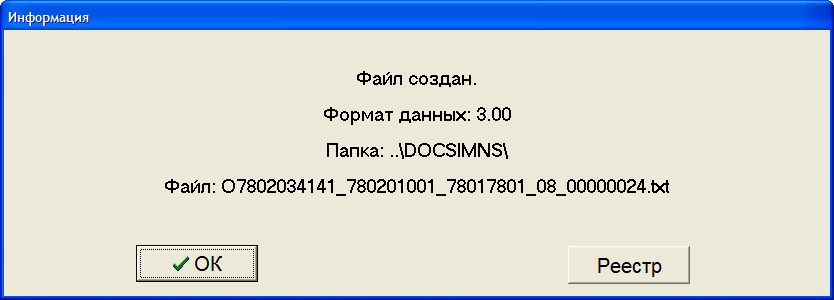 Информация
Файл создан.
Формат данных: 3.00
Папка: ..\DOCSIMNS\
Файл: O7802034141_780201001_78017801_08_00000024.txt
OK
Реестр